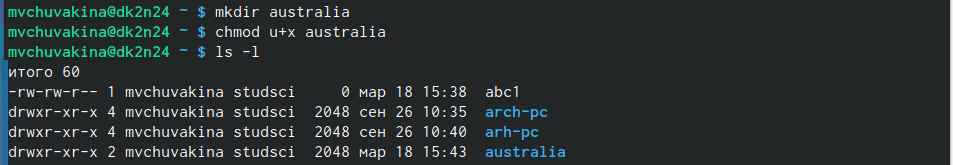 mvchuvakina@dk2n24 ~ $ mkdir australia
mvchuvakina@dk2n24 ~ $ chmod u+x australia
mvchuvakina@dk2n24 ~ $ ls -l
итого 60
-rw-rw-r-- 1 mvchuvakina studsci    0 мар 18 15:38 abc1
drwxr-xr-x 4 mvchuvakina studsci 2048 сен 26 10:35 arch-pc
drwxr-xr-x 4 mvchuvakina studsci 2048 сен 26 10:40 arh-pc
drwxr-xr-x 2 mvchuvakina studsci 2048 мар 18 15:43 australia